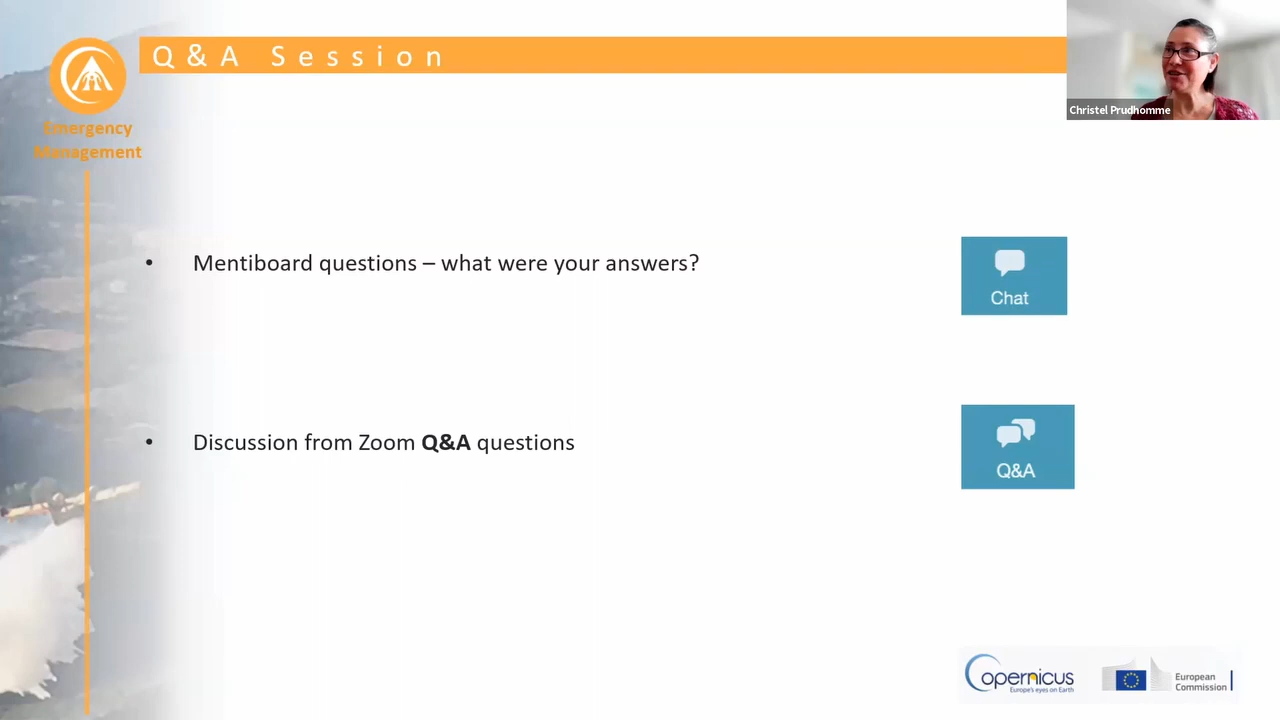 Q&A Session
Christel Prudhomme
Emergency
Management
• Mentiboard questions – what were your answers?
Chat
• Discussion from Zoom Q&A questions
Q&A
Copernicus
Europe's eyes on Earth
European
Commission